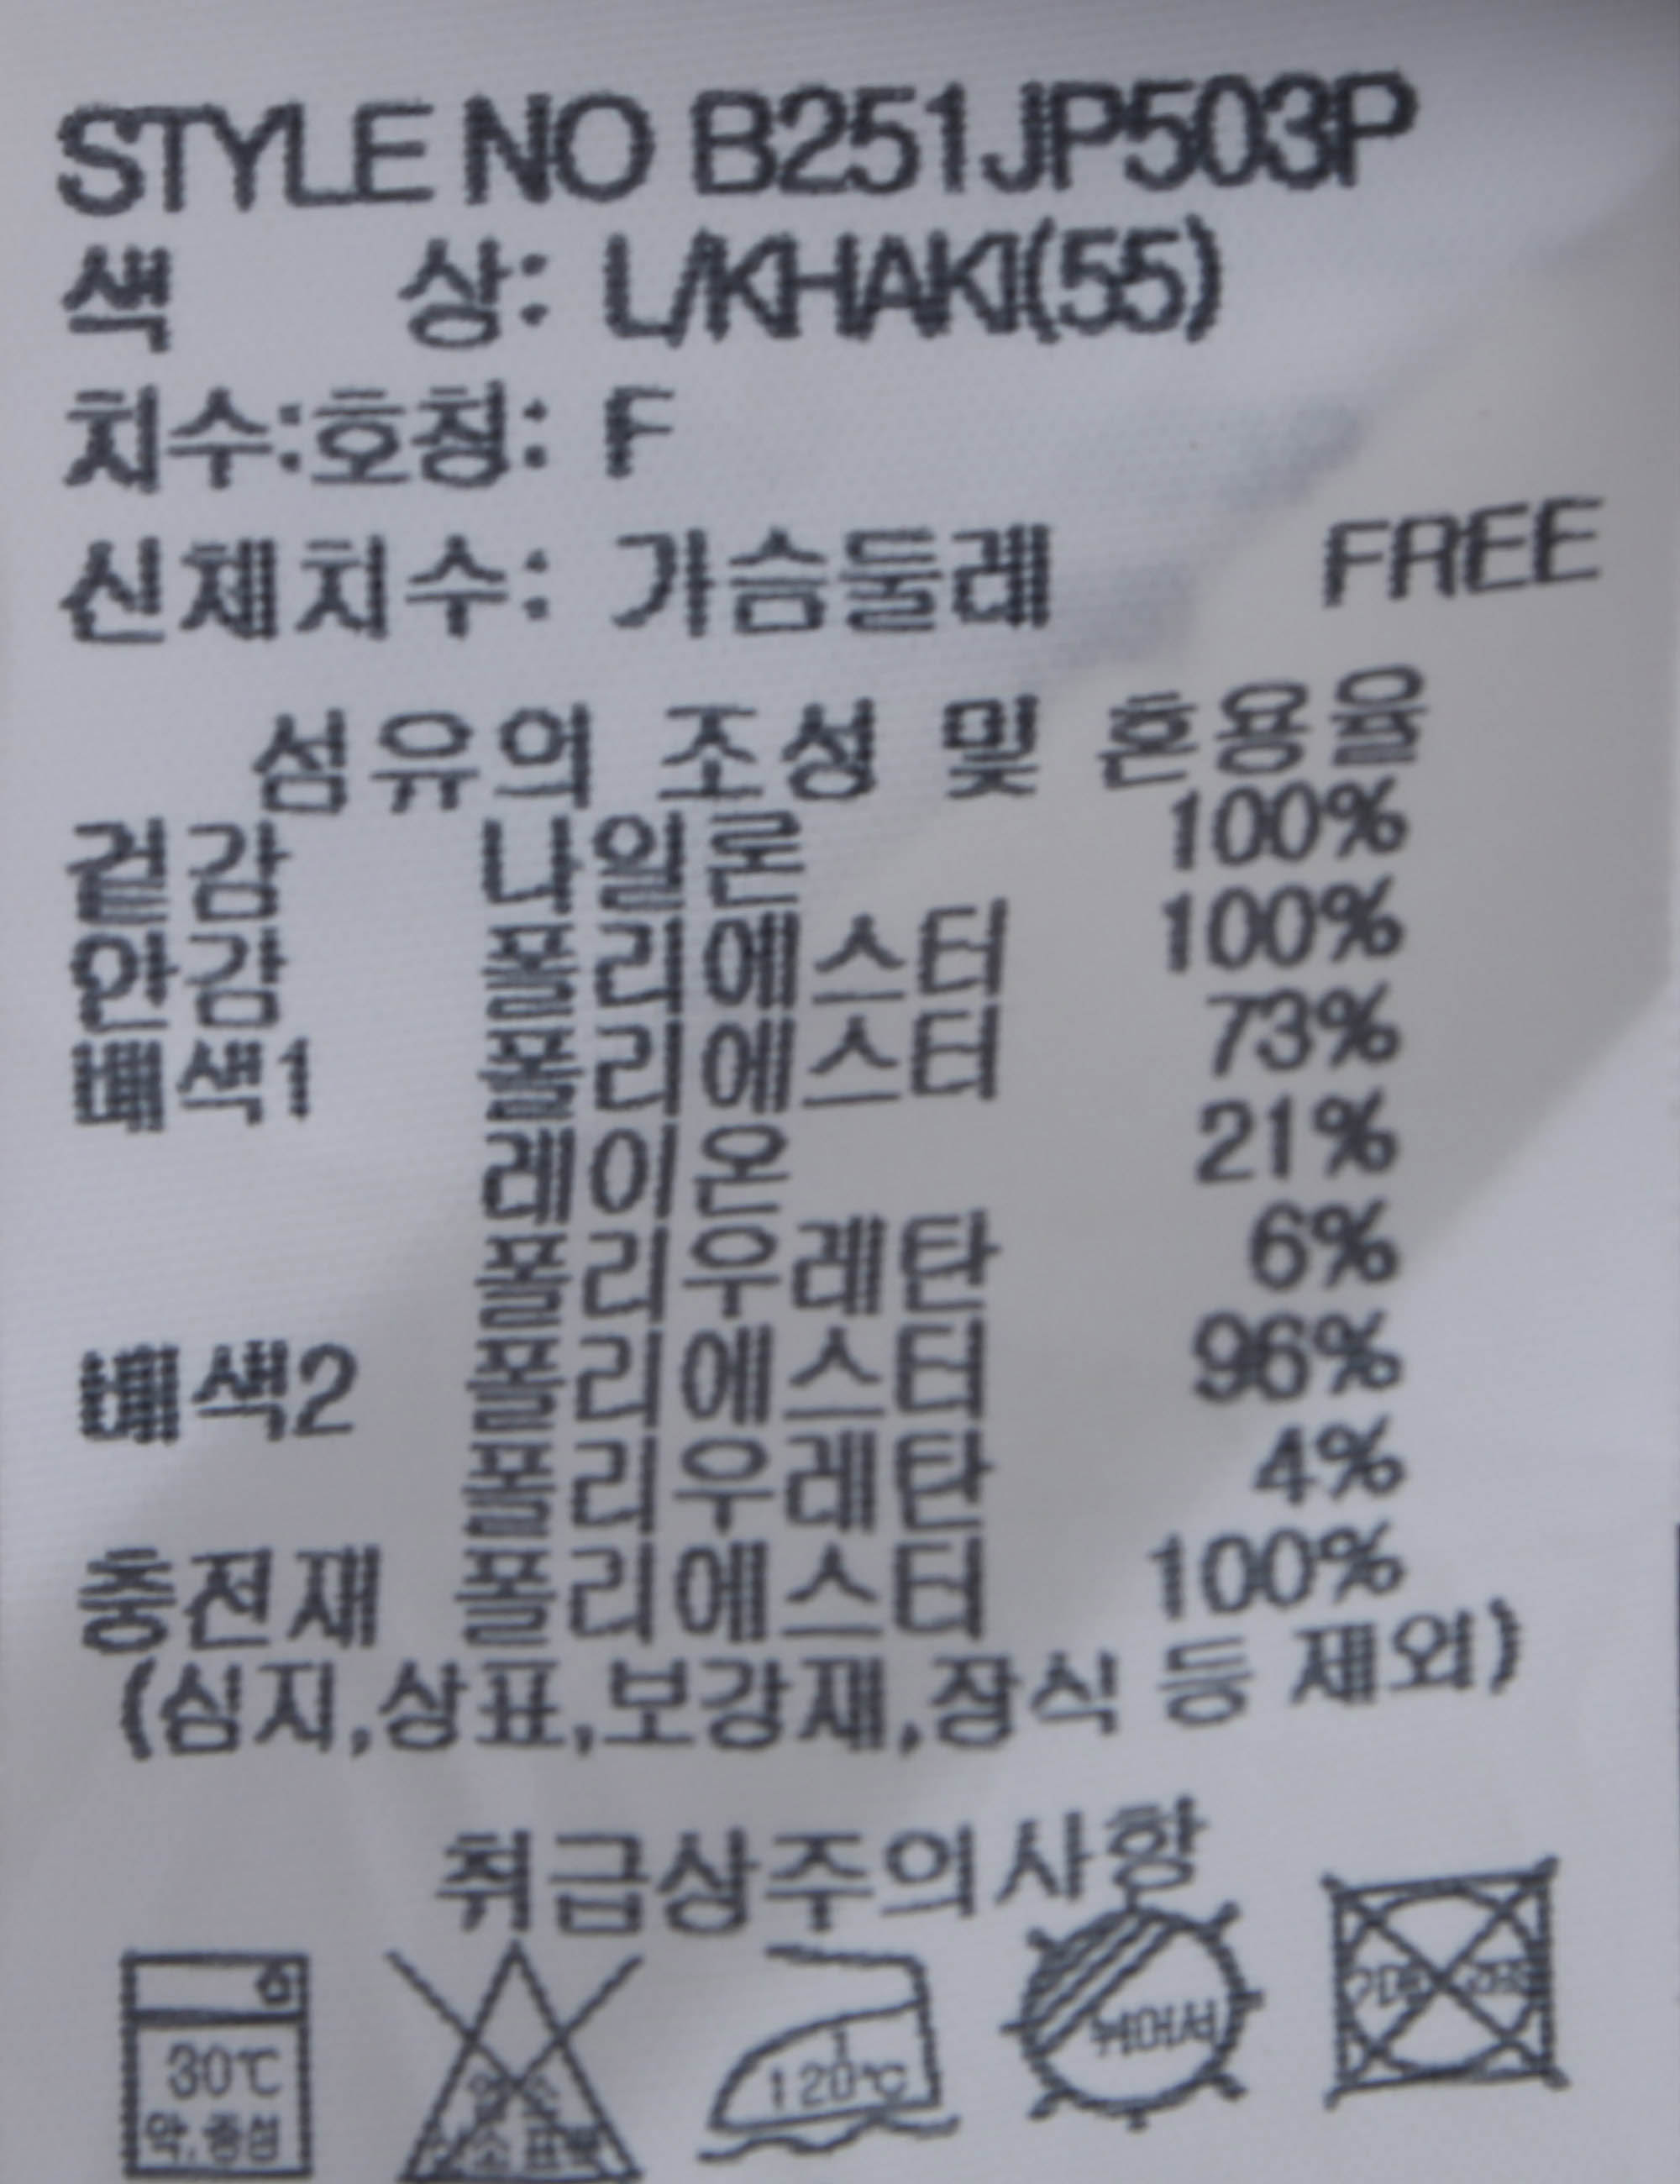 STYLE NO B251JP503P
색 상: L/KHAKI(55)
치수:호칭: F
신체치수: 가슴둘레 FREE
섬유의 조성 및 혼용율
겉감 나일론 100%
안감 폴리에스터 100%
배색1 폴리에스터 73%
레이온 21%
폴리우레탄 6%
배색2 폴리에스터 96%
폴리우레탄 4%
충전재 폴리에스터 100%
(심지,상표,보강재,장식 등 제외)
취급상주의사항
30℃
약.중성
120℃
뉘어서